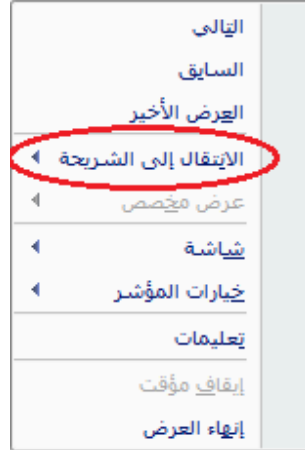 التالي
السابق
العرض الأخير
الانتقال إلى الشريحة
عرض مخصص
شاشة
خيارات المؤشر
تعليمات
إيقاف مؤقت
إنهاء العرض